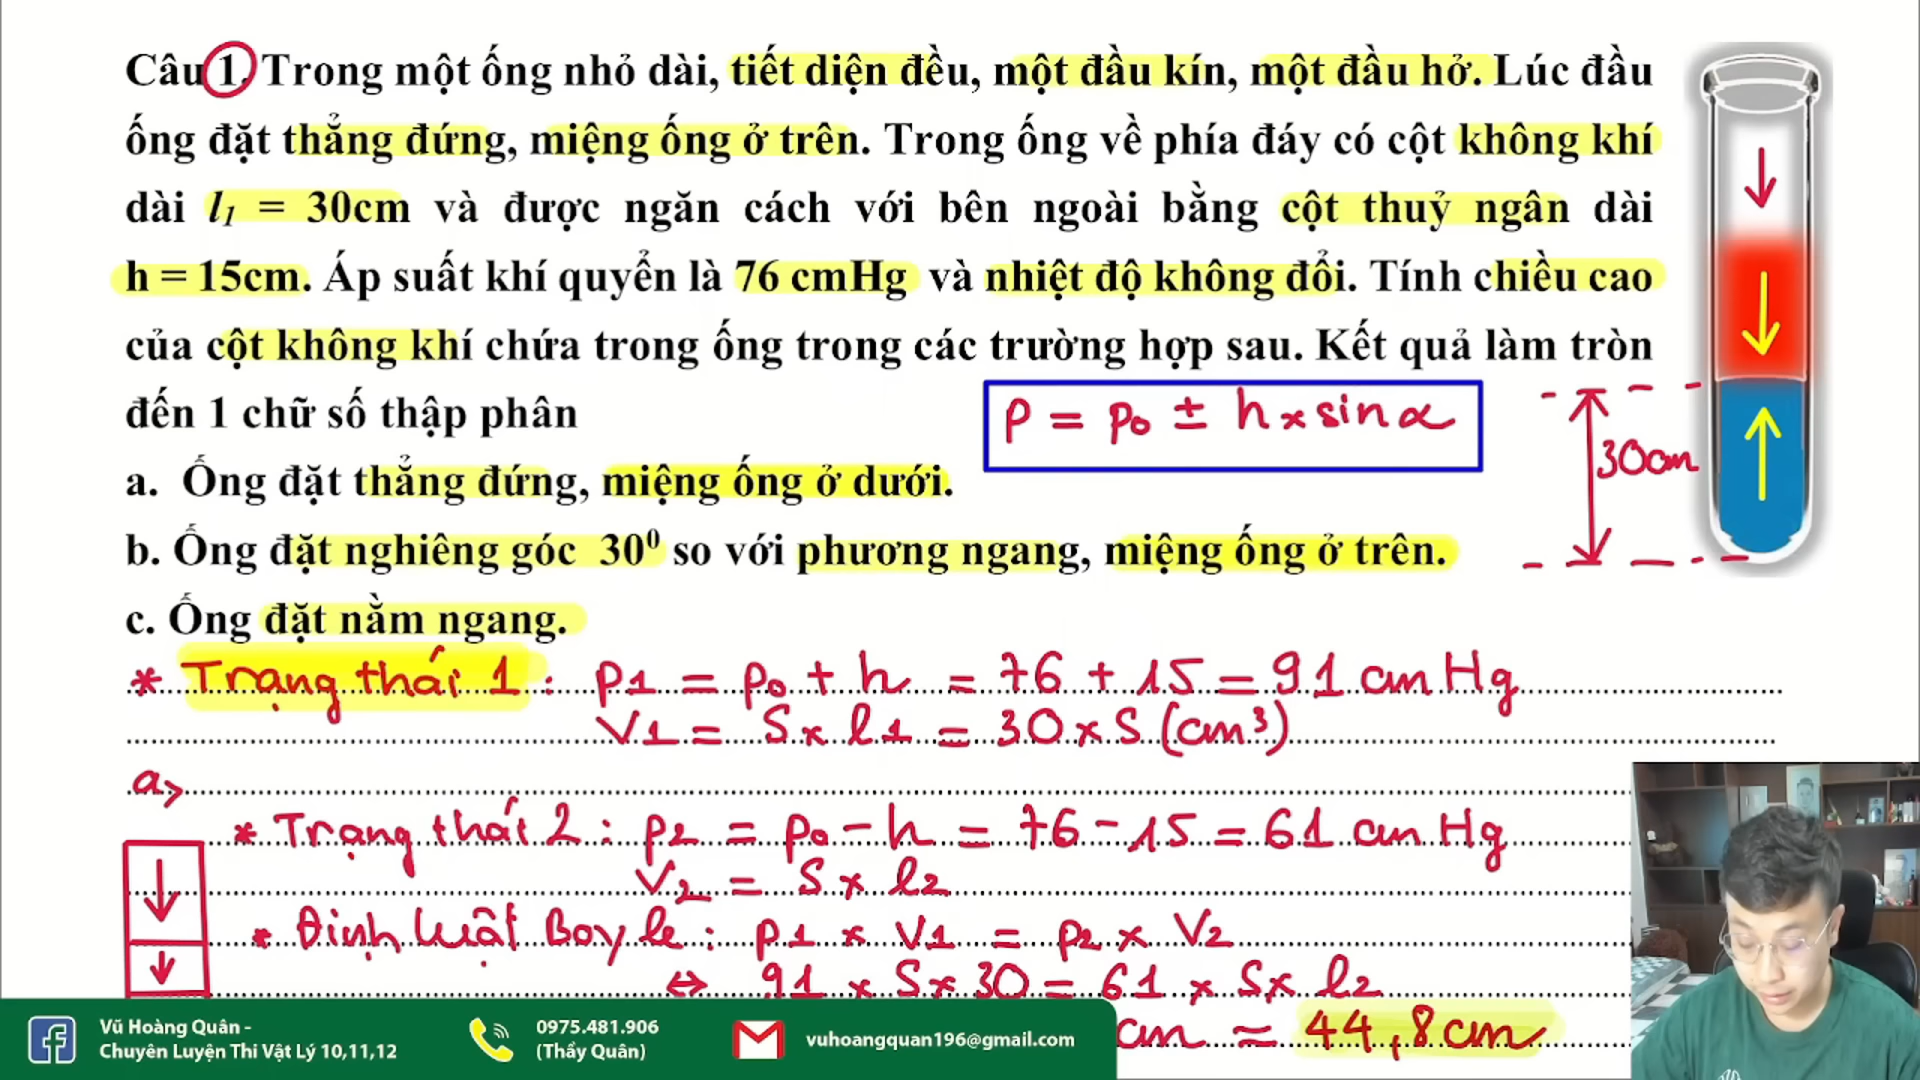 Câu 1. Trong một ống nhỏ dài, tiết diện đều, một đầu kín, một đầu hở. Lúc đầu
ống đặt thẳng đứng, miệng ống ở trên. Trong ống về phía đáy có cột không khí
dài l₁ = 30cm và được ngăn cách với bên ngoài bằng cột thuỷ ngân dài
h = 15cm. Áp suất khí quyển là 76 cmHg và nhiệt độ không đổi. Tính chiều cao
của cột không khí chứa trong ống trong các trường hợp sau. Kết quả làm tròn
đến 1 chữ số thập phân
P = p₀ ± h × sin α
30cm
a. Ống đặt thẳng đứng, miệng ống ở dưới.
b. Ống đặt nghiêng góc 30⁰ so với phương ngang, miệng ống ở trên.
c. Ống đặt nằm ngang.
* Trạng thái 1 : P1 = p₀ + h = 76 + 15 = 91 cm Hg
V1 = S × l1 = 30 × S (cm³)
a>
* Trạng thái 2 : p2 = p₀ - h = 76 - 15 = 61 cm Hg
V2 = S × l2
* Định luật Boyle : p1 × V1 = p2 × V2
⇔ 91 × S × 30 = 61 × S × l2
cm ≈ 44,8 cm
Vũ Hoàng Quân -
Chuyên Luyện Thi Vật Lý 10,11,12
0975.481.906
(Thầy Quân)
vuhoangquan196@gmail.com